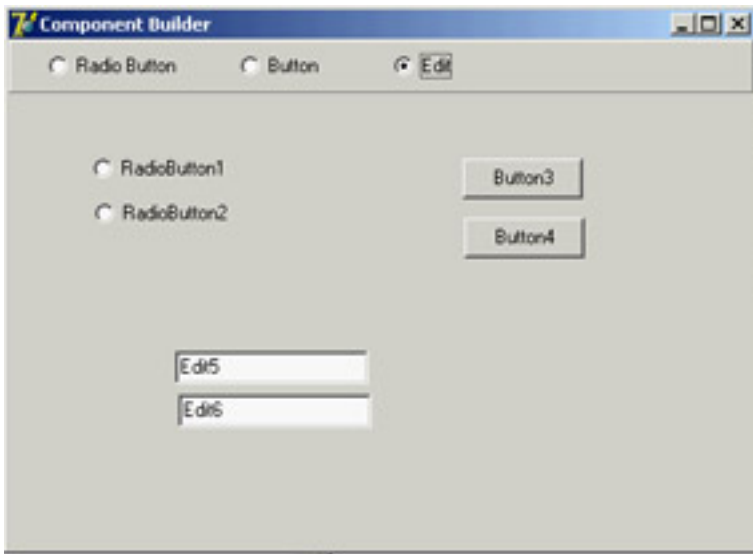 Component Builder
Radio Button Button Edit
RadioButton1 Button3
RadioButton2 Button4
Edit5
Edit6